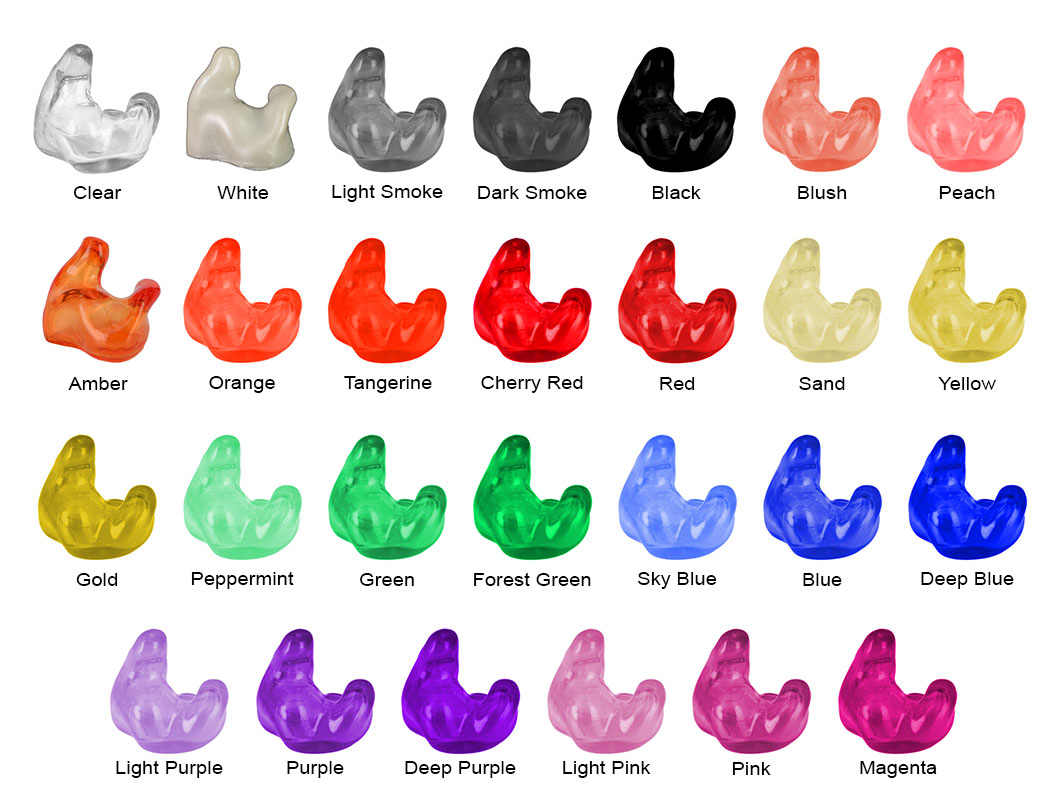 Clear
White
Light Smoke
Dark Smoke
Black
Blush
Peach
Amber
Orange
Tangerine
Cherry Red
Red
Sand
Yellow
Gold
Peppermint
Green
Forest Green
Sky Blue
Blue
Deep Blue
Light Purple
Purple
Deep Purple
Light Pink
Pink
Magenta